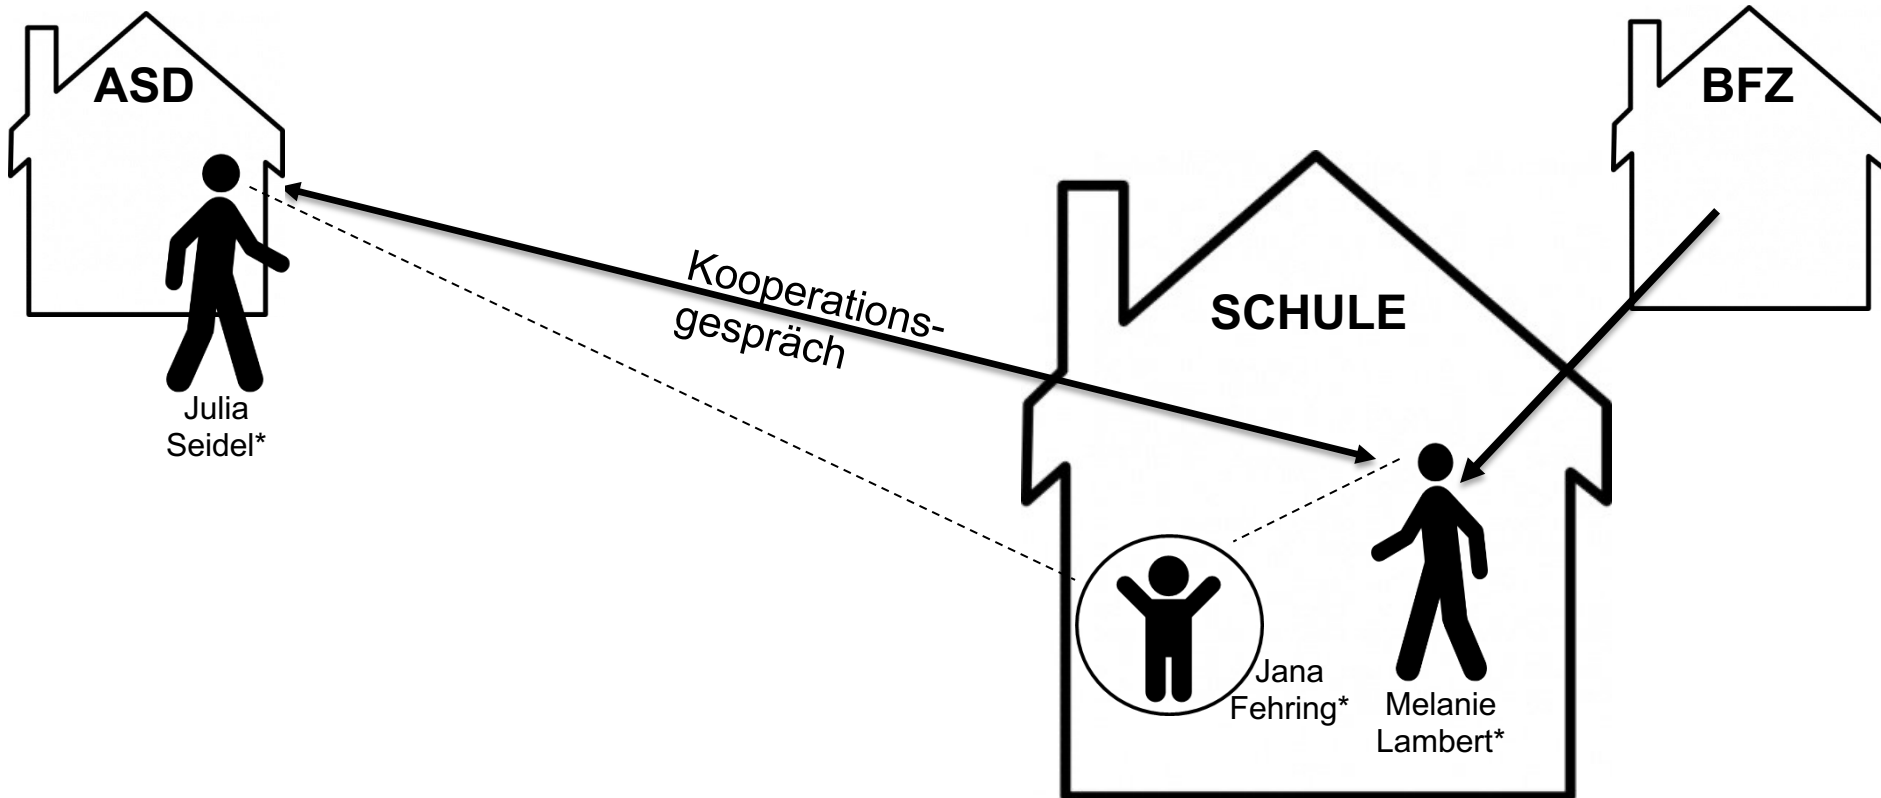 ASD
BFZ
Kooperations-
gespräch
SCHULE
Julia
Seidel*
Jana
Fehring*
Melanie
Lambert*